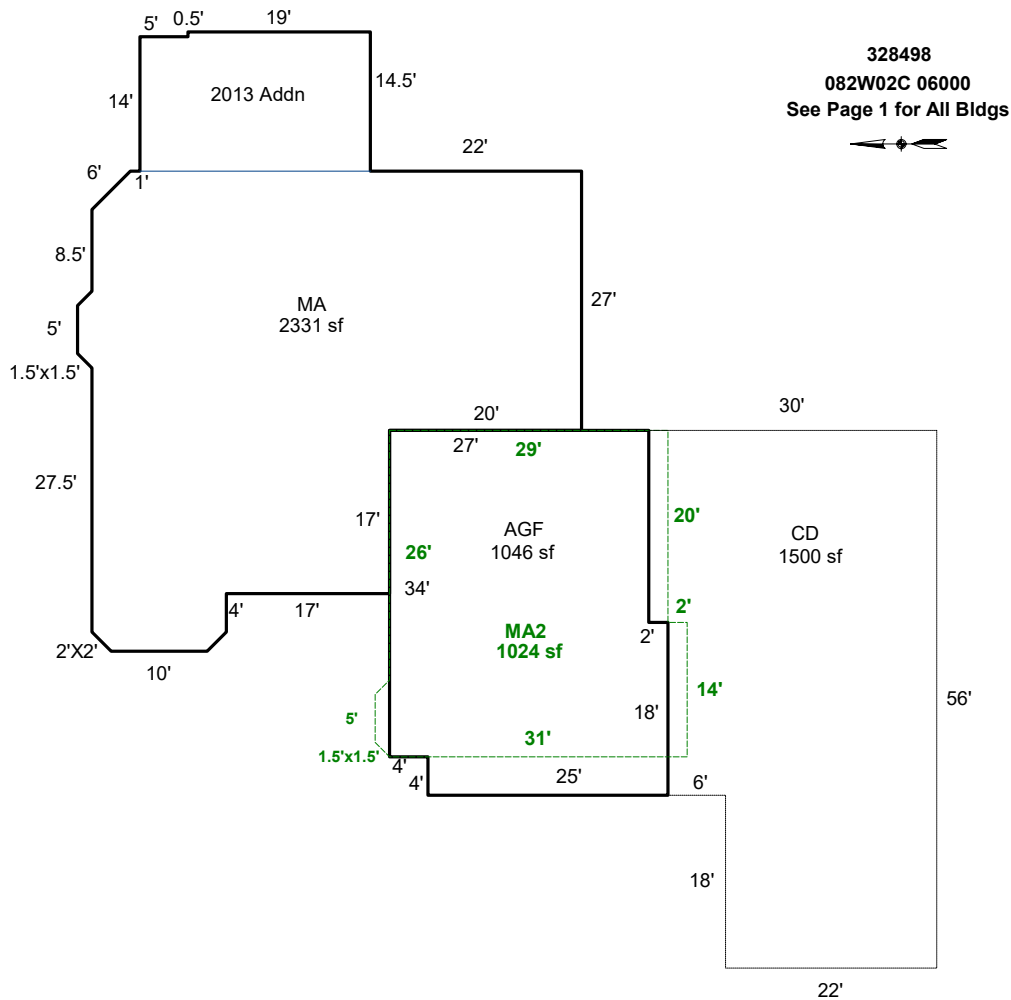 5'
0.5'
19'
328498
082W02C 06000
See Page 1 for All Bldgs
14'
2013 Addn
14.5'
22'
6'
1'
8.5'
MA
2331 sf
27'
5'
1.5'x1.5'
20'
30'
27'
29'
27.5'
17'
20'
AGF
1046 sf
CD
1500 sf
26'
34'
4'
17'
2'
MA2
1024 sf
2'
2'X2'
10'
14'
56'
5'
18'
31'
1.5'x1.5'
4'
4'
25'
6'
18'
22'